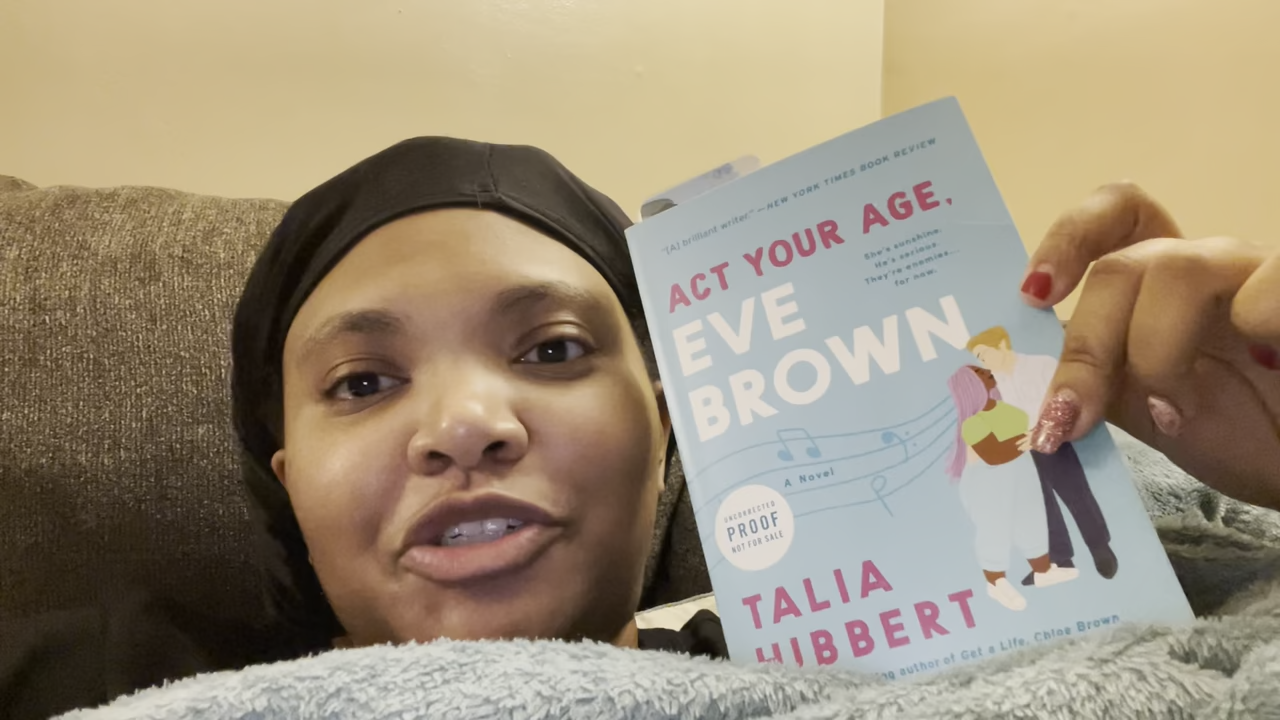 "[A] brilliant writer." —NEW YORK TIMES BOOK REVIEW
ACT YOUR AGE,
She's sunshine.
He's serious.
They're enemies...
for now.
EVE
BROWN
A Novel
UNCORRECTED
PROOF
NOT FOR SALE
TALIA
HIBBERT
author of Get a Life, Chloe Brown